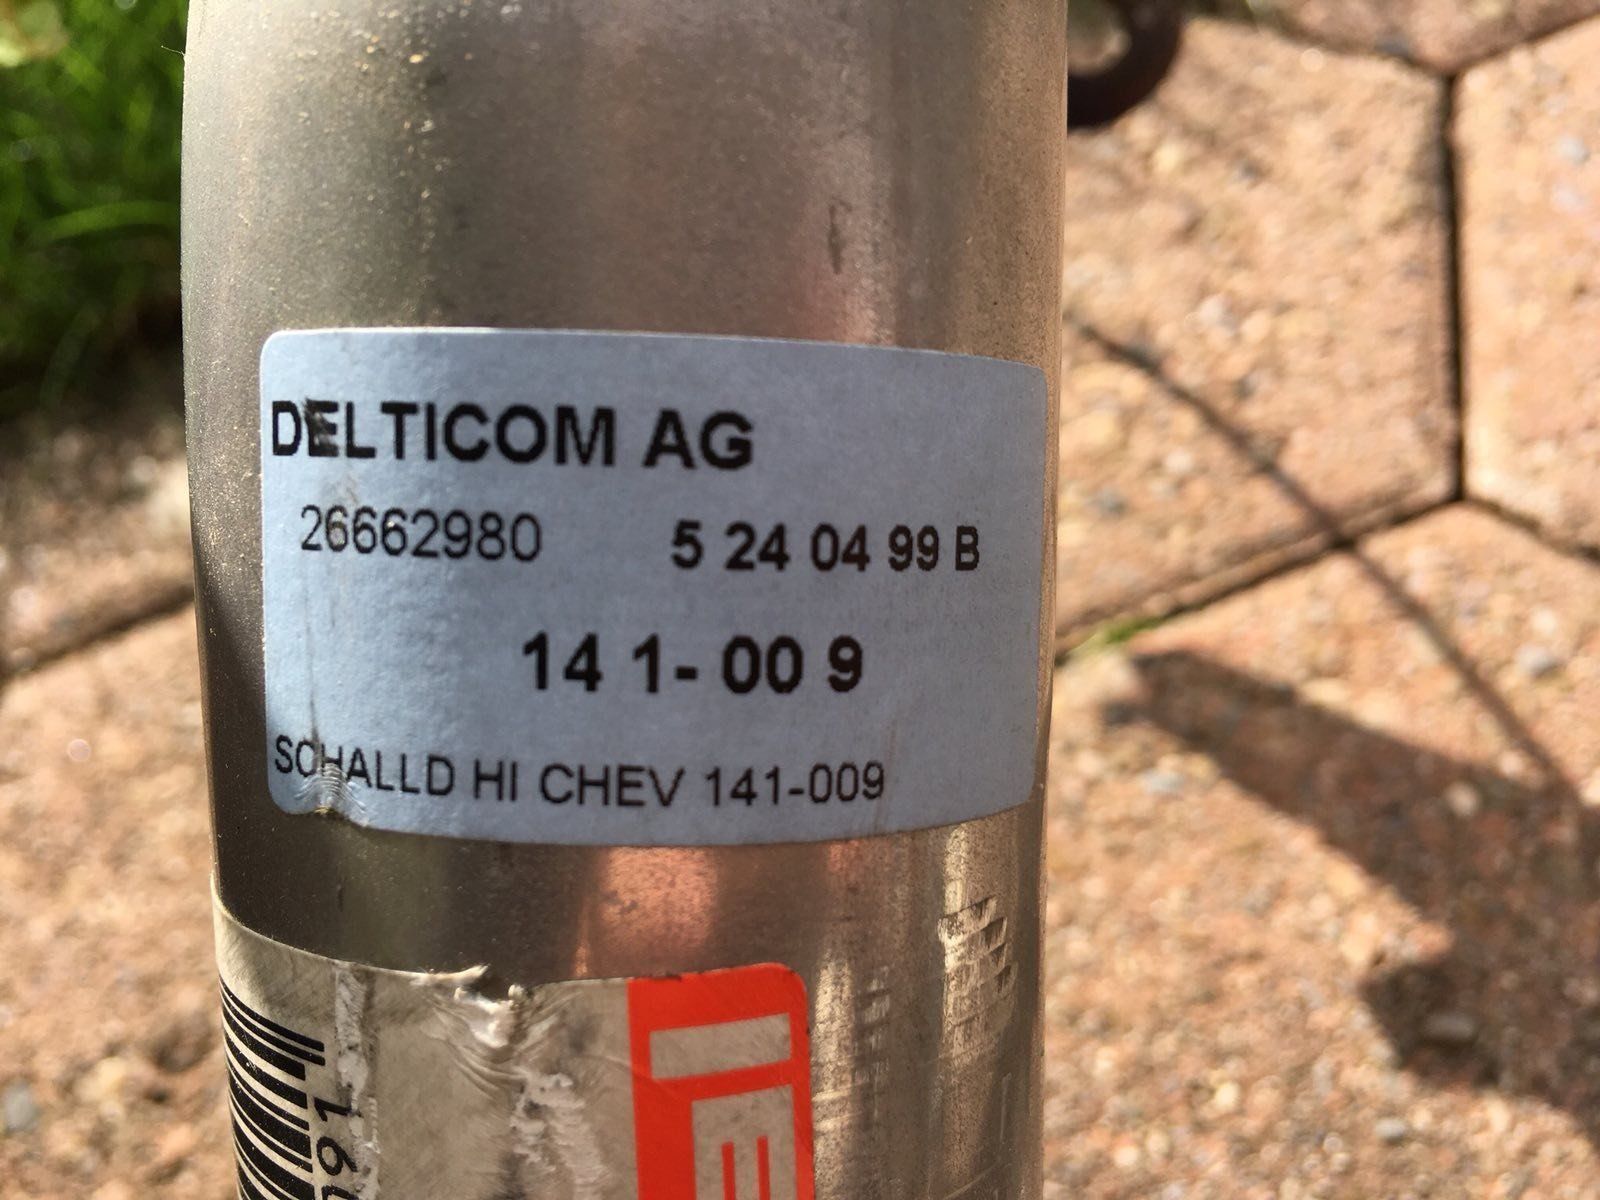 DELTICOM AG
26662980 5 24 04 99 B
14 1- 00 9
SCHALLD HI CHEV 141-009